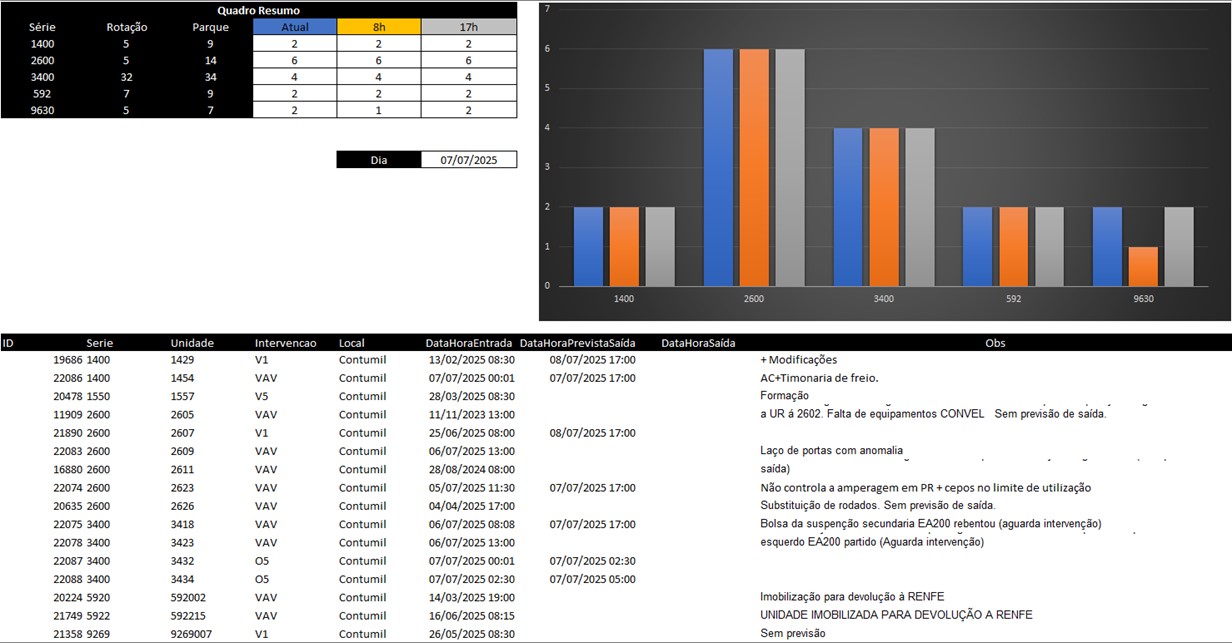 Quadro Resumo
Série Rotação Parque Atual 8h 17h
1400 5 9 2 2 2
2600 5 14 6 6 6
3400 32 34 4 4 4
592 7 9 2 2 2
9630 5 7 2 1 2
Dia 07/07/2025
7
6
5
4
3
2
1
0
1400 2600 3400 592 9630
ID Serie Unidade Intervencao Local DataHoraEntrada DataHoraPrevistaSaída DataHoraSaída Obs
19686 1400 1429 V1 Contumil 13/02/2025 08:30 08/07/2025 17:00 + Modificações
22086 1400 1454 VAV Contumil 07/07/2025 00:01 07/07/2025 17:00 AC+Timonaria de freio.
20478 1550 1557 V5 Contumil 28/03/2025 08:30 Formação
11909 2600 2605 VAV Contumil 11/11/2023 13:00 a UR á 2602. Falta de equipamentos CONVEL Sem previsão de saída.
21890 2600 2607 V1 Contumil 25/06/2025 08:00 08/07/2025 17:00
22083 2600 2609 VAV Contumil 06/07/2025 13:00 Laço de portas com anomalia
16880 2600 2611 VAV Contumil 28/08/2024 08:00 saída)
22074 2600 2623 VAV Contumil 05/07/2025 11:30 07/07/2025 17:00 Não controla a amperagem em PR + cepos no limite de utilização
20635 2600 2626 VAV Contumil 04/04/2025 17:00 Substituição de rodados. Sem previsão de saída.
22075 3400 3418 VAV Contumil 06/07/2025 08:08 07/07/2025 17:00 Bolsa da suspenção secundaria EA200 rebentou (aguarda intervenção)
22078 3400 3423 VAV Contumil 06/07/2025 13:00 esquerdo EA200 partido (Aguarda intervenção)
22087 3400 3432 O5 Contumil 07/07/2025 00:01 07/07/2025 02:30
22088 3400 3434 O5 Contumil 07/07/2025 02:30 07/07/2025 05:00
20224 5920 592002 VAV Contumil 14/03/2025 19:00 Imobilização para devolução à RENFE
21749 5922 592215 VAV Contumil 16/06/2025 08:15 UNIDADE IMOBILIZADA PARA DEVOLUÇÃO A RENFE
21358 9269 9269007 V1 Contumil 26/05/2025 08:30 Sem previsão